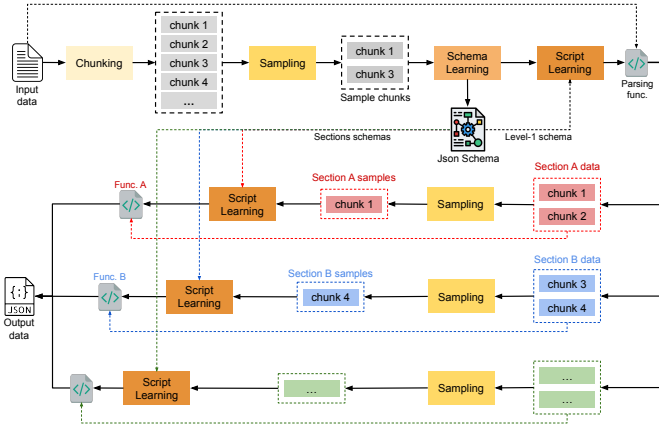 Input
data
Chunking
chunk 1
chunk 2
chunk 3
chunk 4
...
Sampling
chunk 1
chunk 3
Sample chunks
Schema
Learning
Script
Learning
Parsing
func.
Json Schema
Sections schemas
Level-1 schema
Func. A
Script
Learning
Section A samples
chunk 1
Sampling
Section A data
chunk 1
chunk 2
Func. B
Script
Learning
Section B samples
chunk 4
Sampling
Section B data
chunk 3
chunk 4
{;}
JSON
Output
data
Script
Learning
...
Sampling
...
...